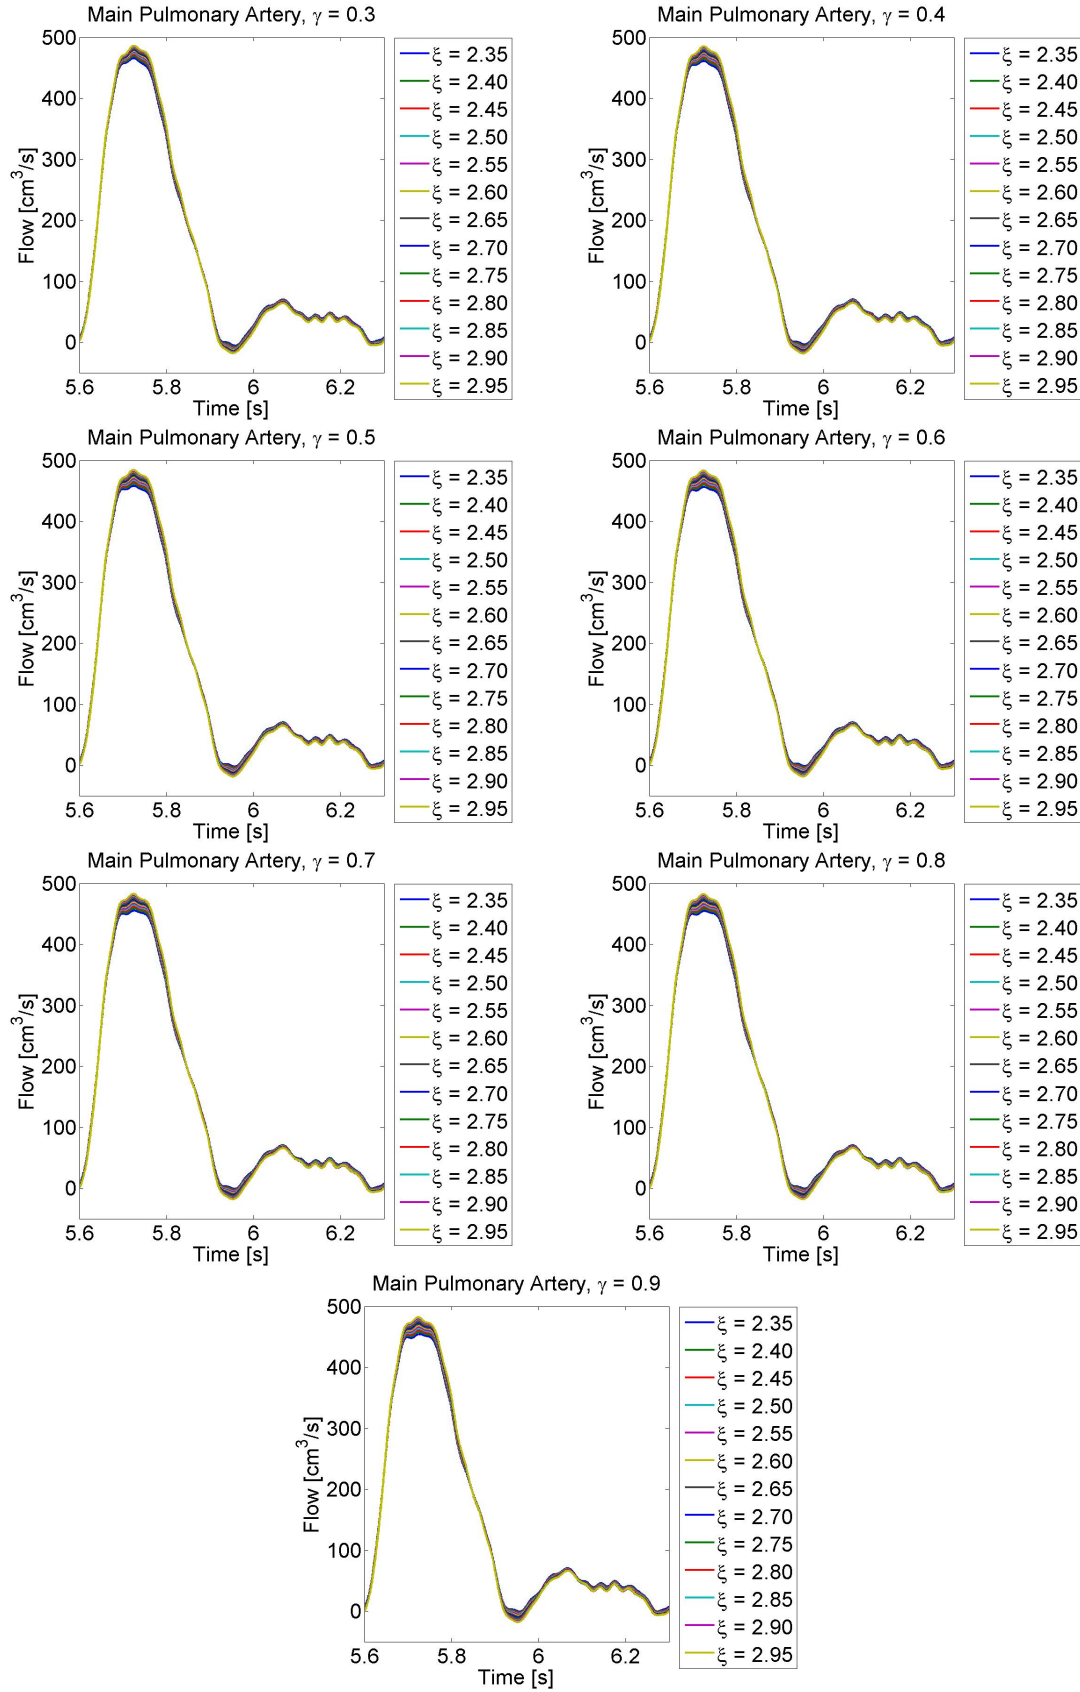 Main Pulmonary Artery, γ = 0.3
Flow [cm³/s]
500
400
300
200
100
0
5.6 5.8 6 6.2
Time [s]
ξ = 2.35
ξ = 2.40
ξ = 2.45
ξ = 2.50
ξ = 2.55
ξ = 2.60
ξ = 2.65
ξ = 2.70
ξ = 2.75
ξ = 2.80
ξ = 2.85
ξ = 2.90
ξ = 2.95
Main Pulmonary Artery, γ = 0.4
Flow [cm³/s]
500
400
300
200
100
0
5.6 5.8 6 6.2
Time [s]
ξ = 2.35
ξ = 2.40
ξ = 2.45
ξ = 2.50
ξ = 2.55
ξ = 2.60
ξ = 2.65
ξ = 2.70
ξ = 2.75
ξ = 2.80
ξ = 2.85
ξ = 2.90
ξ = 2.95
Main Pulmonary Artery, γ = 0.5
Flow [cm³/s]
500
400
300
200
100
0
5.6 5.8 6 6.2
Time [s]
ξ = 2.35
ξ = 2.40
ξ = 2.45
ξ = 2.50
ξ = 2.55
ξ = 2.60
ξ = 2.65
ξ = 2.70
ξ = 2.75
ξ = 2.80
ξ = 2.85
ξ = 2.90
ξ = 2.95
Main Pulmonary Artery, γ = 0.6
Flow [cm³/s]
500
400
300
200
100
0
5.6 5.8 6 6.2
Time [s]
ξ = 2.35
ξ = 2.40
ξ = 2.45
ξ = 2.50
ξ = 2.55
ξ = 2.60
ξ = 2.65
ξ = 2.70
ξ = 2.75
ξ = 2.80
ξ = 2.85
ξ = 2.90
ξ = 2.95
Main Pulmonary Artery, γ = 0.7
Flow [cm³/s]
500
400
300
200
100
0
5.6 5.8 6 6.2
Time [s]
ξ = 2.35
ξ = 2.40
ξ = 2.45
ξ = 2.50
ξ = 2.55
ξ = 2.60
ξ = 2.65
ξ = 2.70
ξ = 2.75
ξ = 2.80
ξ = 2.85
ξ = 2.90
ξ = 2.95
Main Pulmonary Artery, γ = 0.8
Flow [cm³/s]
500
400
300
200
100
0
5.6 5.8 6 6.2
Time [s]
ξ = 2.35
ξ = 2.40
ξ = 2.45
ξ = 2.50
ξ = 2.55
ξ = 2.60
ξ = 2.65
ξ = 2.70
ξ = 2.75
ξ = 2.80
ξ = 2.85
ξ = 2.90
ξ = 2.95
Main Pulmonary Artery, γ = 0.9
Flow [cm³/s]
500
400
300
200
100
0
5.6 5.8 6 6.2
Time [s]
ξ = 2.35
ξ = 2.40
ξ = 2.45
ξ = 2.50
ξ = 2.55
ξ = 2.60
ξ = 2.65
ξ = 2.70
ξ = 2.75
ξ = 2.80
ξ = 2.85
ξ = 2.90
ξ = 2.95